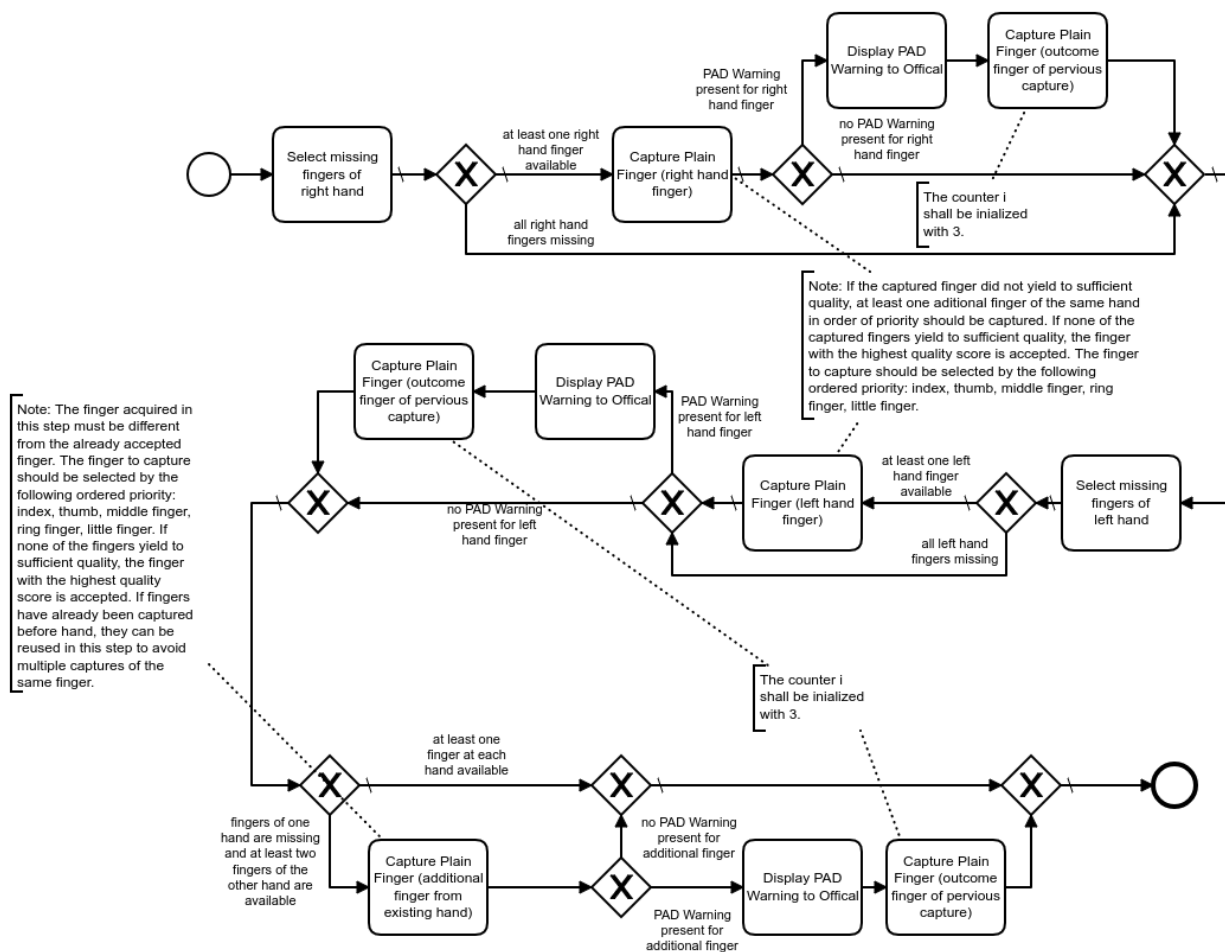 Display PAD
Warning to Offical
Capture Plain
Finger (outcome
finger of pervious
capture)
PAD Warning
present for right
hand finger
no PAD Warning
present for right
hand finger
Select missing
fingers of
right hand
X
at least one right
hand finger
available
Capture Plain
Finger (right hand
finger)
X
X
The counter i
shall be inialized
with 3.
all right hand
fingers missing
Note: If the captured finger did not yield to sufficient
quality, at least one aditional finger of the same hand
in order of priority should be captured. If none of the
captured fingers yield to sufficient quality, the finger
with the highest quality score is accepted. The finger
to capture should be selected by the following
ordered priority: index, thumb, middle finger, ring
finger, little finger.
Capture Plain
Finger (outcome
finger of pervious
capture)
Display PAD
Warning to Offical
PAD Warning
present for left
hand finger
Note: The finger acquired in
this step must be different
from the already accepted
finger. The finger to capture
should be selected by the
following ordered priority:
index, thumb, middle finger,
ring finger, little finger. If
none of the fingers yield to
sufficient quality, the finger
with the highest quality
score is accepted. If fingers
have already been captured
before hand, they can be
reused in this step to avoid
multiple captures of the
same finger.
X
no PAD Warning
present for left
hand finger
X
Capture Plain
Finger (left hand
finger)
at least one left
hand finger
available
X
Select missing
fingers of
left hand
all left hand
fingers missing
The counter i
shall be inialized
with 3.
X
at least one
finger at each
hand available
X
X
fingers of one
hand are missing
and at least two
fingers of the
other hand are
available
Capture Plain
Finger (additional
finger from
existing hand)
X
no PAD Warning
present for
additional finger
PAD Warning
present for
additional finger
Display PAD
Warning to Offical
Capture Plain
Finger (outcome
finger of pervious
capture)